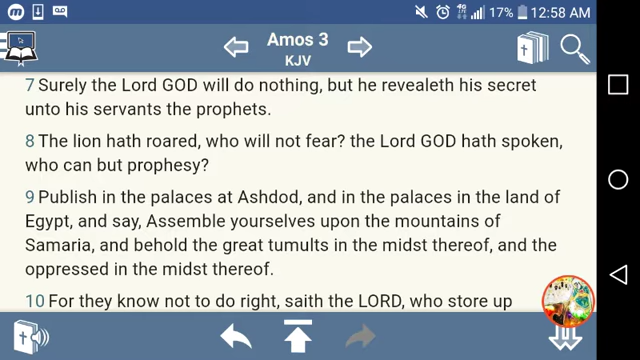 17% 12:58 AM
Amos 3
KJV
7 Surely the Lord GOD will do nothing, but he revealeth his secret
unto his servants the prophets.
8 The lion hath roared, who will not fear? the Lord GOD hath spoken,
who can but prophesy?
9 Publish in the palaces at Ashdod, and in the palaces in the land of
Egypt, and say, Assemble yourselves upon the mountains of
Samaria, and behold the great tumults in the midst thereof, and the
oppressed in the midst thereof.
10 For they know not to do right, saith the LORD, who store up